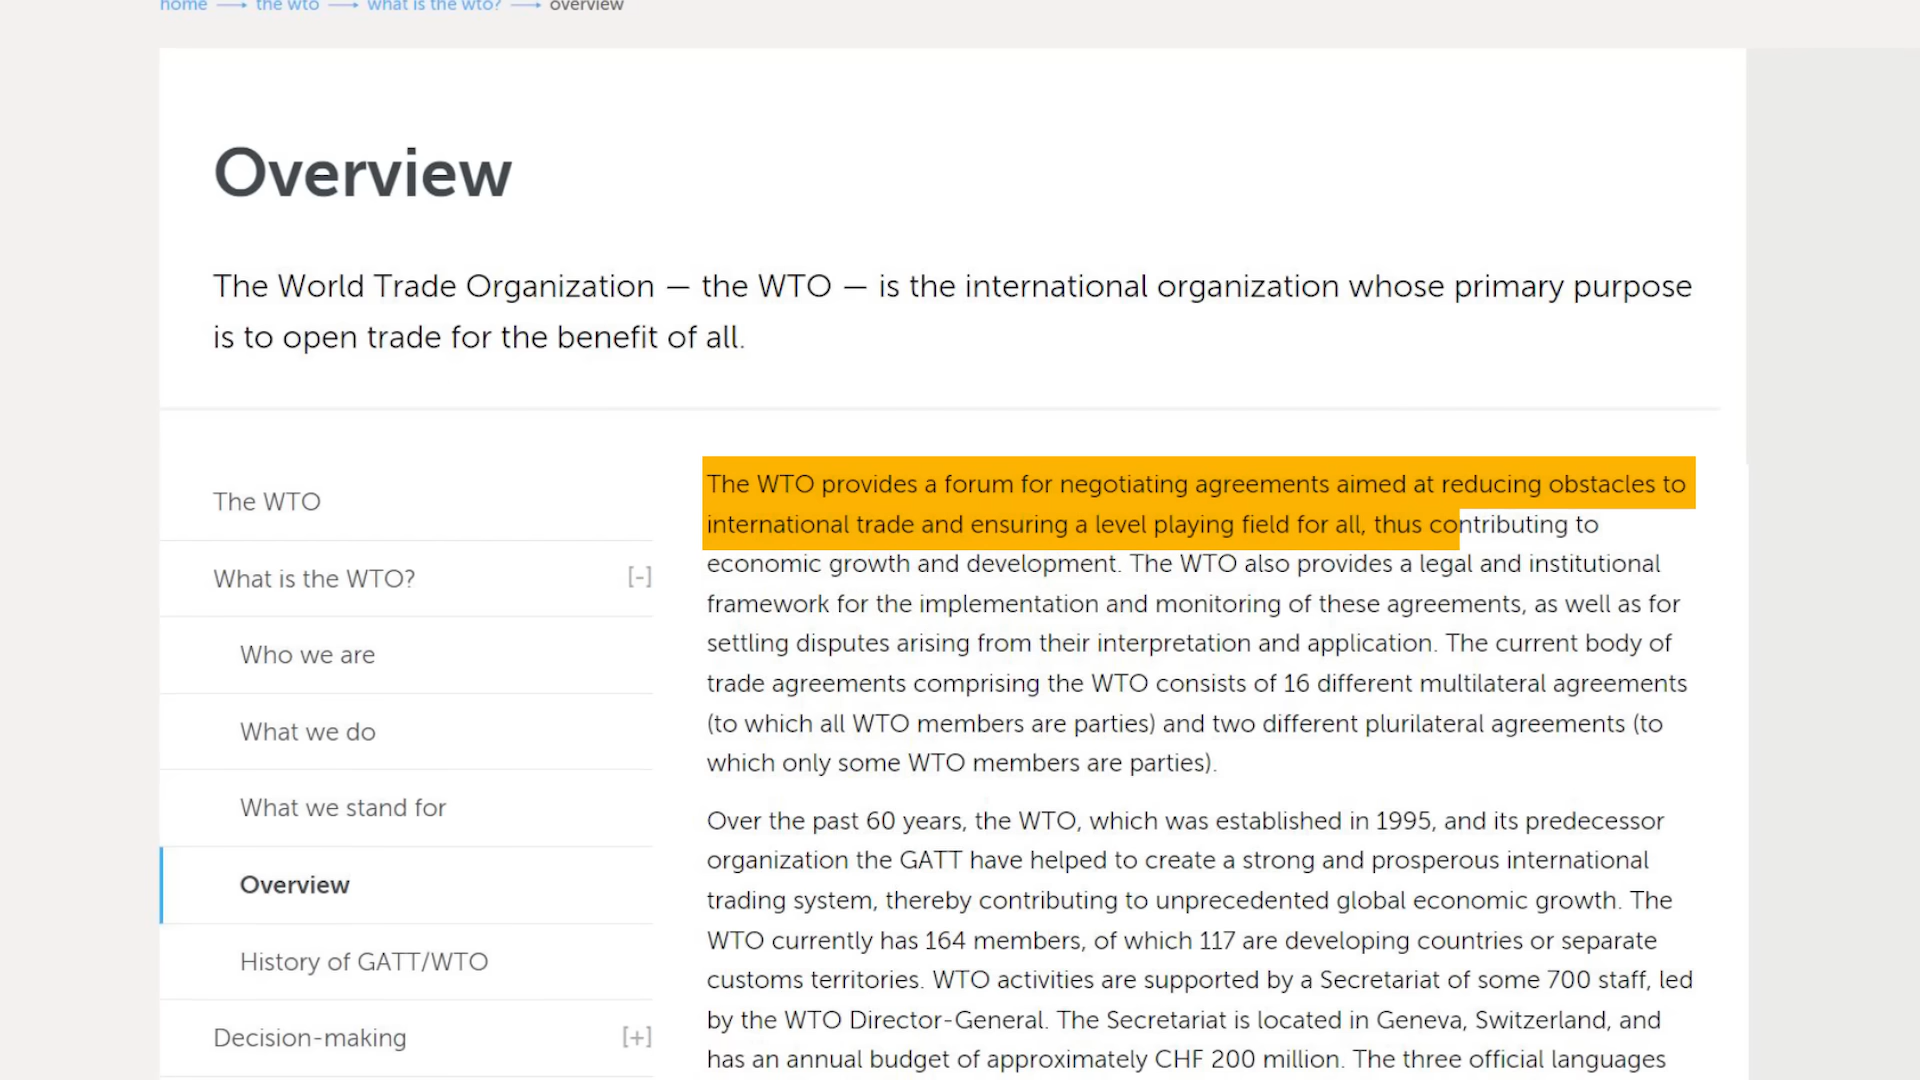 home → the wto → what is the wto? → overview
Overview
The World Trade Organization — the WTO — is the international organization whose primary purpose
is to open trade for the benefit of all.
The WTO
What is the WTO? [-]
Who we are
What we do
What we stand for
Overview
History of GATT/WTO
Decision-making [+]
The WTO provides a forum for negotiating agreements aimed at reducing obstacles to
international trade and ensuring a level playing field for all, thus contributing to
economic growth and development. The WTO also provides a legal and institutional
framework for the implementation and monitoring of these agreements, as well as for
settling disputes arising from their interpretation and application. The current body of
trade agreements comprising the WTO consists of 16 different multilateral agreements
(to which all WTO members are parties) and two different plurilateral agreements (to
which only some WTO members are parties).
Over the past 60 years, the WTO, which was established in 1995, and its predecessor
organization the GATT have helped to create a strong and prosperous international
trading system, thereby contributing to unprecedented global economic growth. The
WTO currently has 164 members, of which 117 are developing countries or separate
customs territories. WTO activities are supported by a Secretariat of some 700 staff, led
by the WTO Director-General. The Secretariat is located in Geneva, Switzerland, and
has an annual budget of approximately CHF 200 million. The three official languages